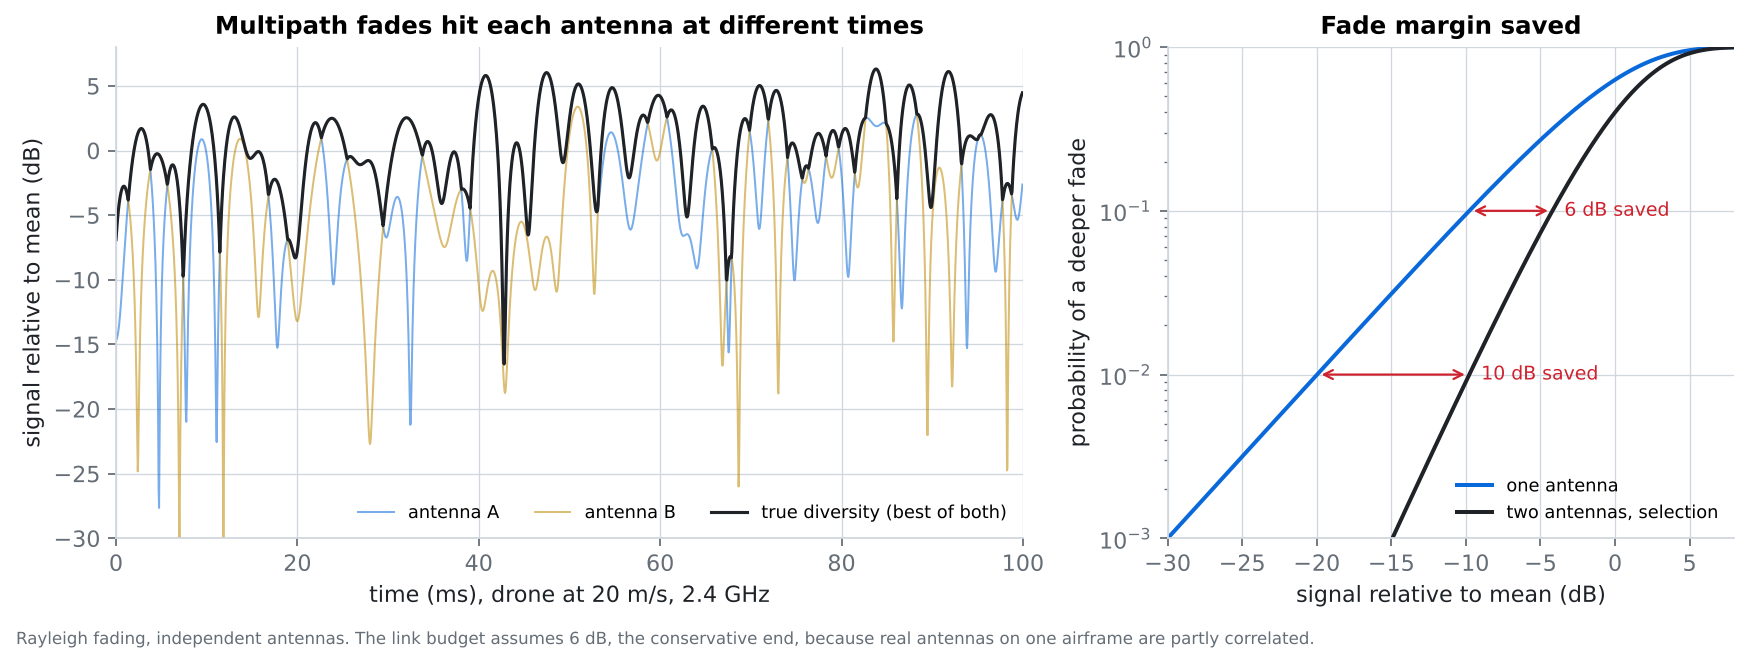 Multipath fades hit each antenna at different times
signal relative to mean (dB)
5
0
−5
−10
−15
−20
−25
−30
0
20
40
60
80
100
antenna A
antenna B
true diversity (best of both)
time (ms), drone at 20 m/s, 2.4 GHz
Fade margin saved
probability of a deeper fade
10⁰
10⁻¹
10⁻²
10⁻³
6 dB saved
10 dB saved
one antenna
two antennas, selection
−30
−25
−20
−15
−10
−5
0
5
signal relative to mean (dB)
Rayleigh fading, independent antennas. The link budget assumes 6 dB, the conservative end, because real antennas on one airframe are partly correlated.